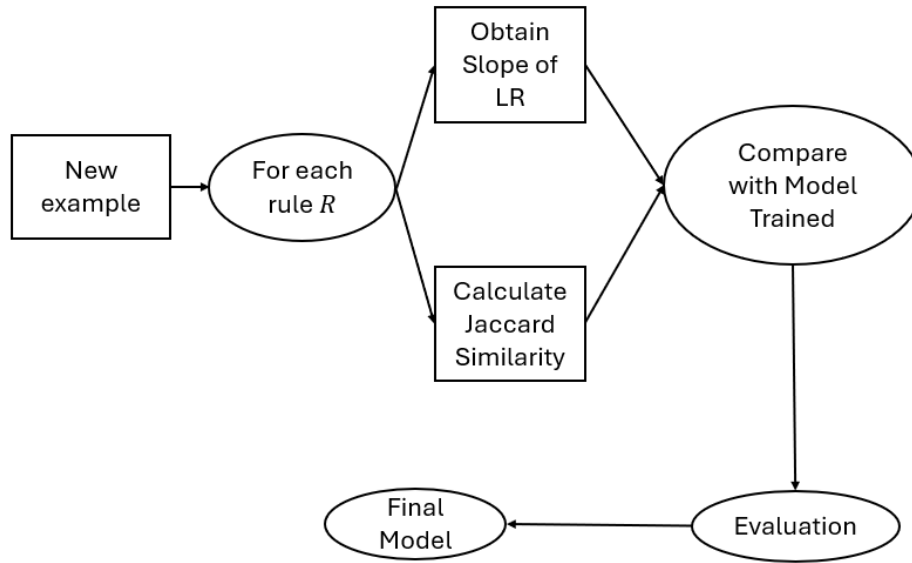 New
example
For each
rule R
Obtain
Slope of
LR
Calculate
Jaccard
Similarity
Compare
with Model
Trained
Evaluation
Final
Model